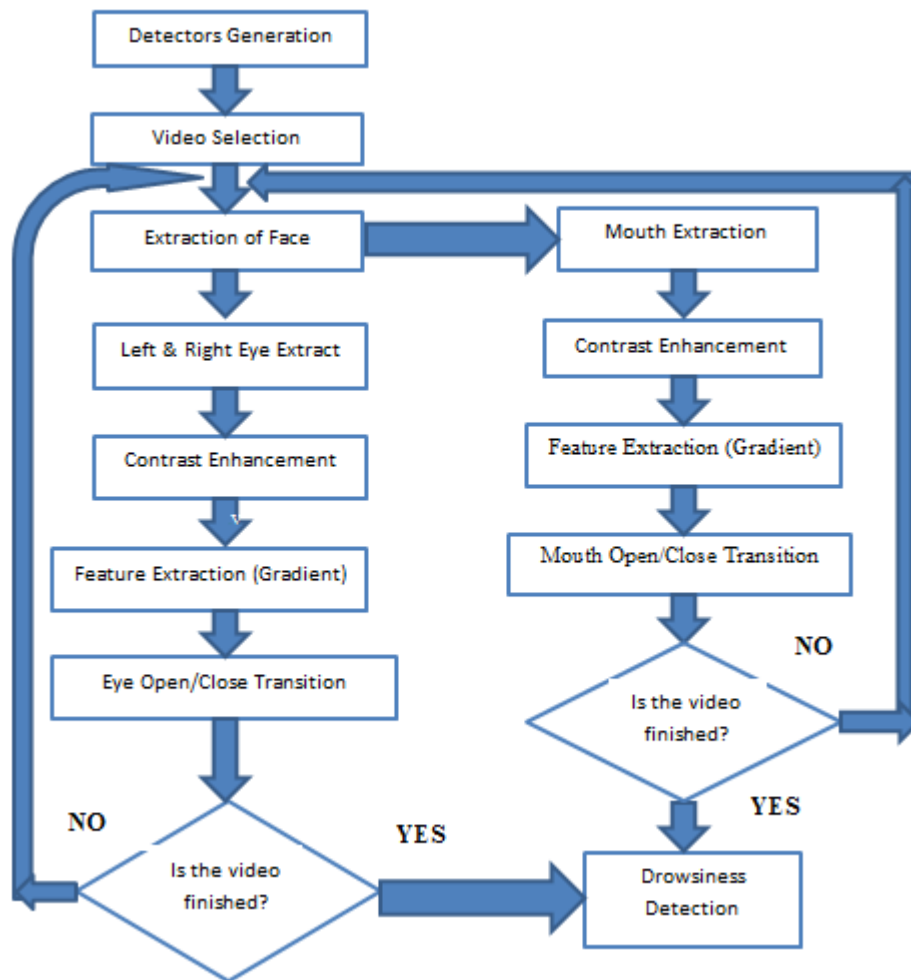 Detectors Generation
Video Selection
Extraction of Face
Left & Right Eye Extract
Contrast Enhancement
Feature Extraction (Gradient)
Eye Open/Close Transition
NO
YES
Is the video
finished?
Mouth Extraction
Contrast Enhancement
Feature Extraction (Gradient)
Mouth Open/Close Transition
NO
Is the video
finished?
YES
Drowsiness
Detection